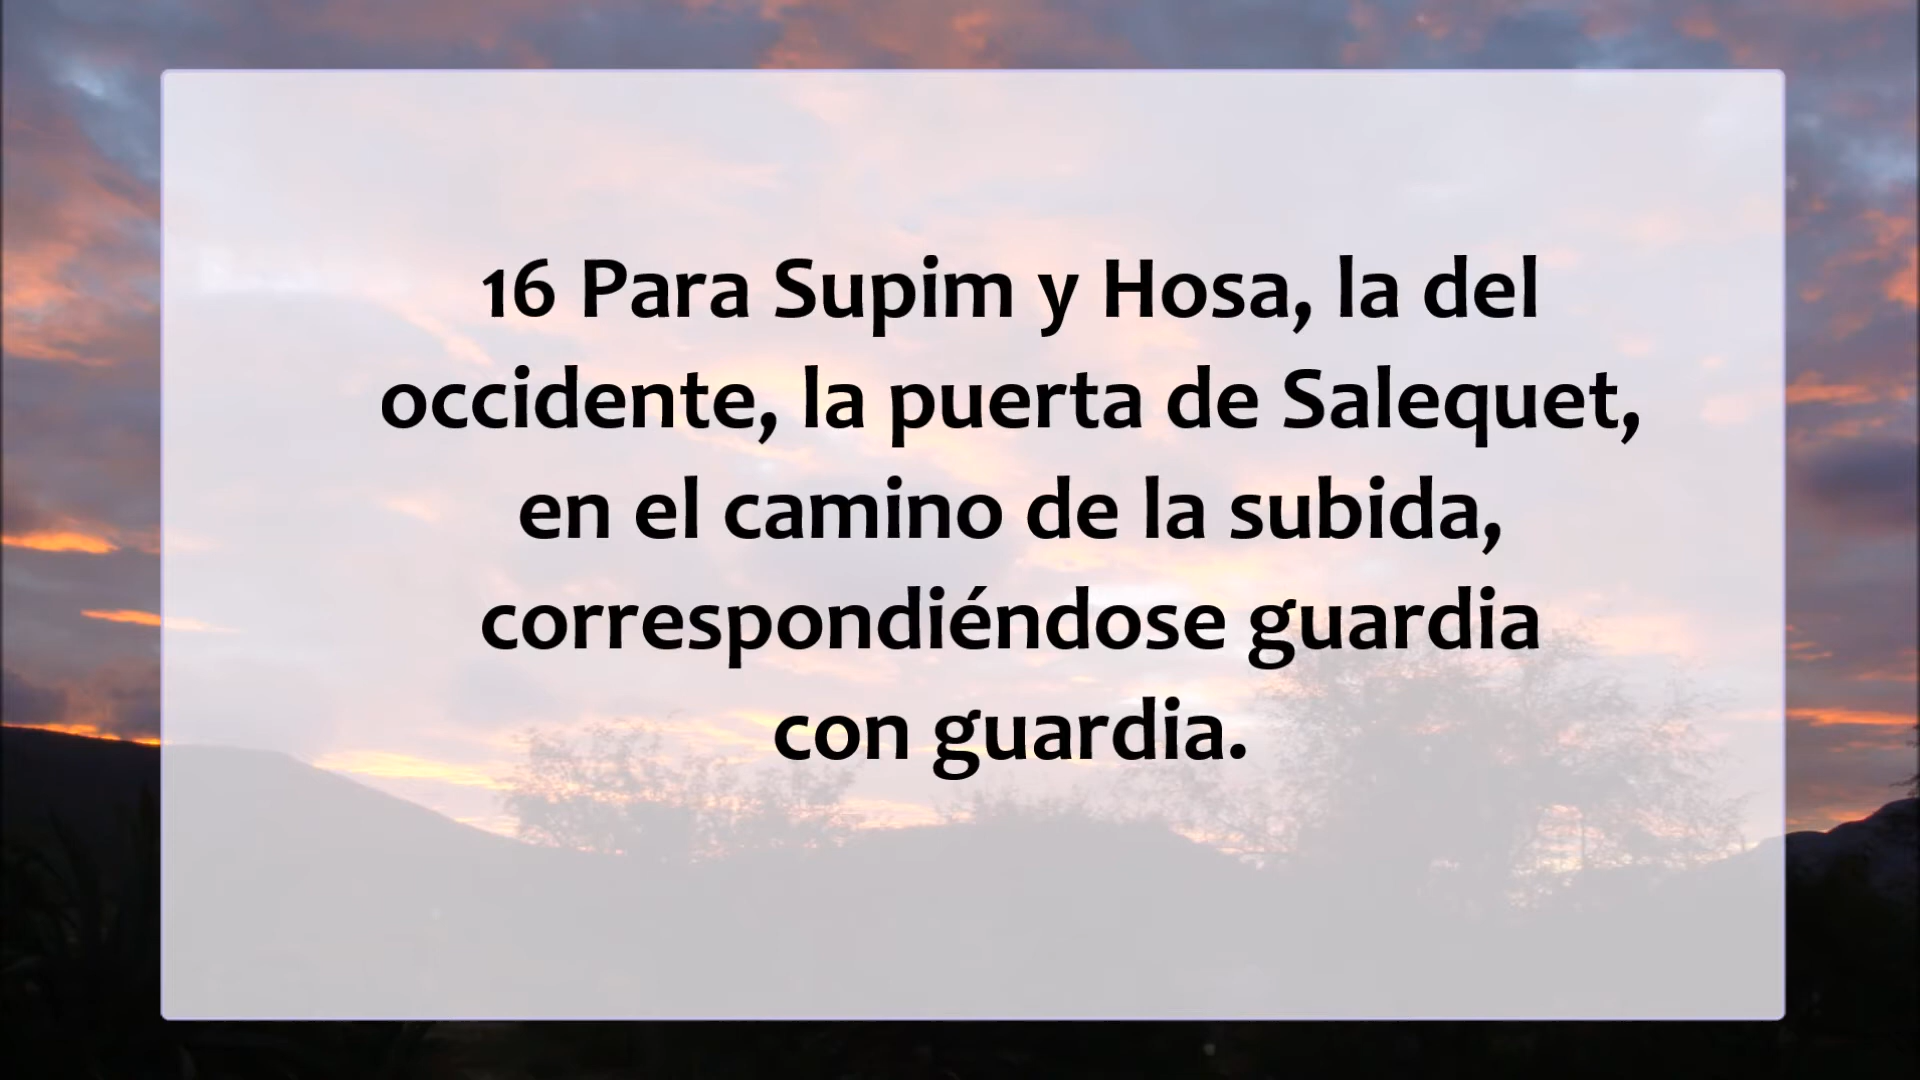 16 Para Supim y Hosa, la del
occidente, la puerta de Salequet,
en el camino de la subida,
correspondiéndose guardia
con guardia.